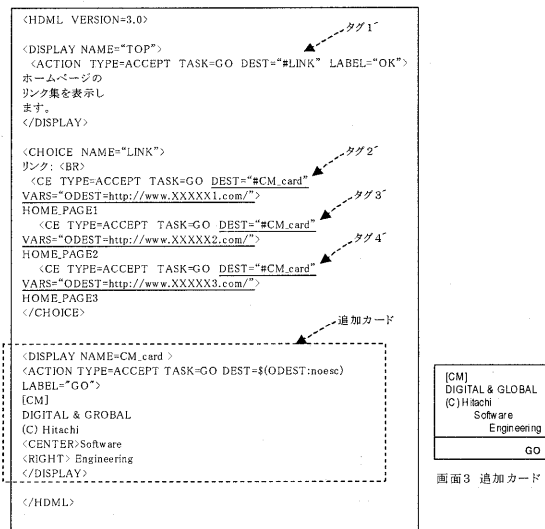 <HDML VERSION=3.0>
タグ1´
<DISPLAY NAME="TOP">
<ACTION TYPE=ACCEPT TASK=GO DEST="#LINK" LABEL="OK">
ホームページの
リンク集を表示し
ます。
</DISPLAY>
<CHOICE NAME="LINK">
リンク: <BR>
タグ2´
<CE TYPE=ACCEPT TASK=GO DEST="#CM_card"
VARS="ODEST=http://www.XXXXX1.com/">
タグ3´
HOME_PAGE1
<CE TYPE=ACCEPT TASK=GO DEST="#CM_card"
VARS="ODEST=http://www.XXXXX2.com/">
タグ4´
HOME_PAGE2
<CE TYPE=ACCEPT TASK=GO DEST="#CM_card"
VARS="ODEST=http://www.XXXXX3.com/">
HOME_PAGE3
</CHOICE>
追加カード
<DISPLAY NAME=CM_card >
<ACTION TYPE=ACCEPT TASK=GO DEST=$(ODEST:noesc)
LABEL="GO">
[CM]
DIGITAL & GROBAL
(C) Hitachi
<CENTER>Software
<RIGHT> Engineering
</DISPLAY>
</HDML>
[CM]
DIGITAL & GLOBAL
(C) Hitachi
Software
Engineering
GO
画面3 追加カード